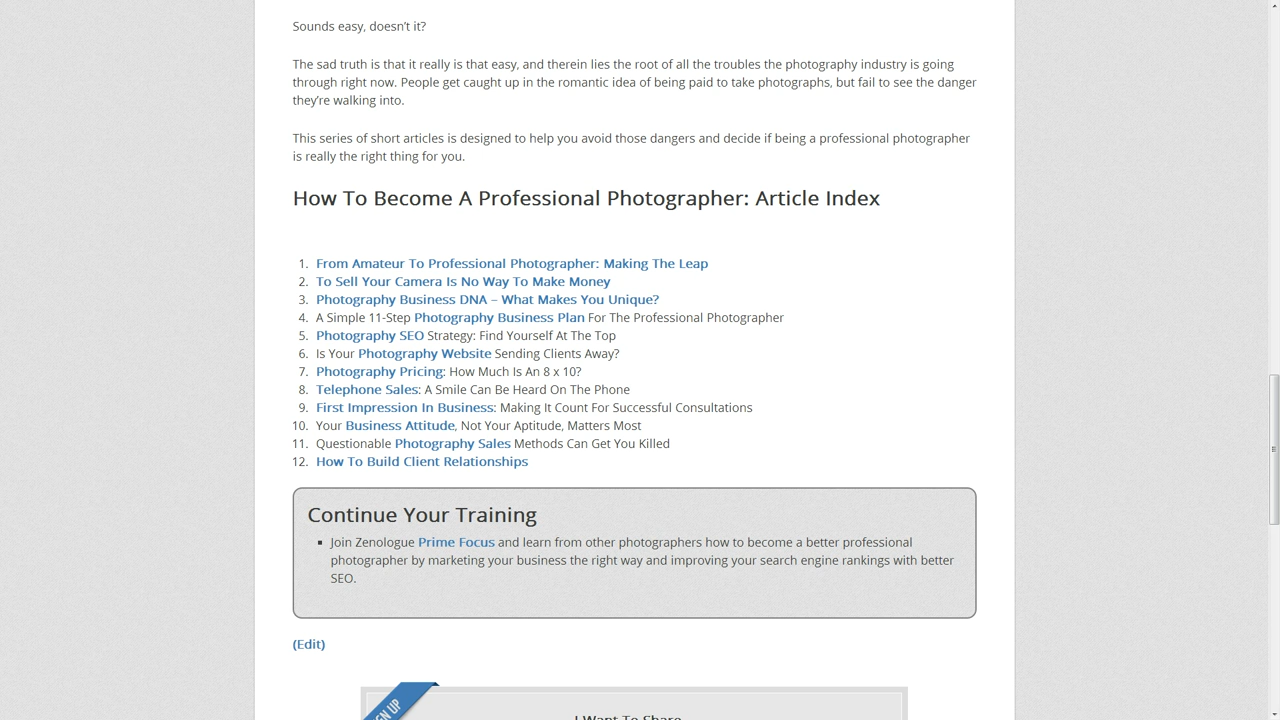 Sounds easy, doesn’t it?
The sad truth is that it really is that easy, and therein lies the root of all the troubles the photography industry is going
through right now. People get caught up in the romantic idea of being paid to take photographs, but fail to see the danger
they’re walking into.
This series of short articles is designed to help you avoid those dangers and decide if being a professional photographer
is really the right thing for you.
How To Become A Professional Photographer: Article Index
1. From Amateur To Professional Photographer: Making The Leap
2. To Sell Your Camera Is No Way To Make Money
3. Photography Business DNA – What Makes You Unique?
4. A Simple 11-Step Photography Business Plan For The Professional Photographer
5. Photography SEO Strategy: Find Yourself At The Top
6. Is Your Photography Website Sending Clients Away?
7. Photography Pricing: How Much Is An 8 x 10?
8. Telephone Sales: A Smile Can Be Heard On The Phone
9. First Impression In Business: Making It Count For Successful Consultations
10. Your Business Attitude, Not Your Aptitude, Matters Most
11. Questionable Photography Sales Methods Can Get You Killed
12. How To Build Client Relationships
Continue Your Training
▪ Join Zenologue Prime Focus and learn from other photographers how to become a better professional
photographer by marketing your business the right way and improving your search engine rankings with better
SEO.
(Edit)
UP
I Want To Share